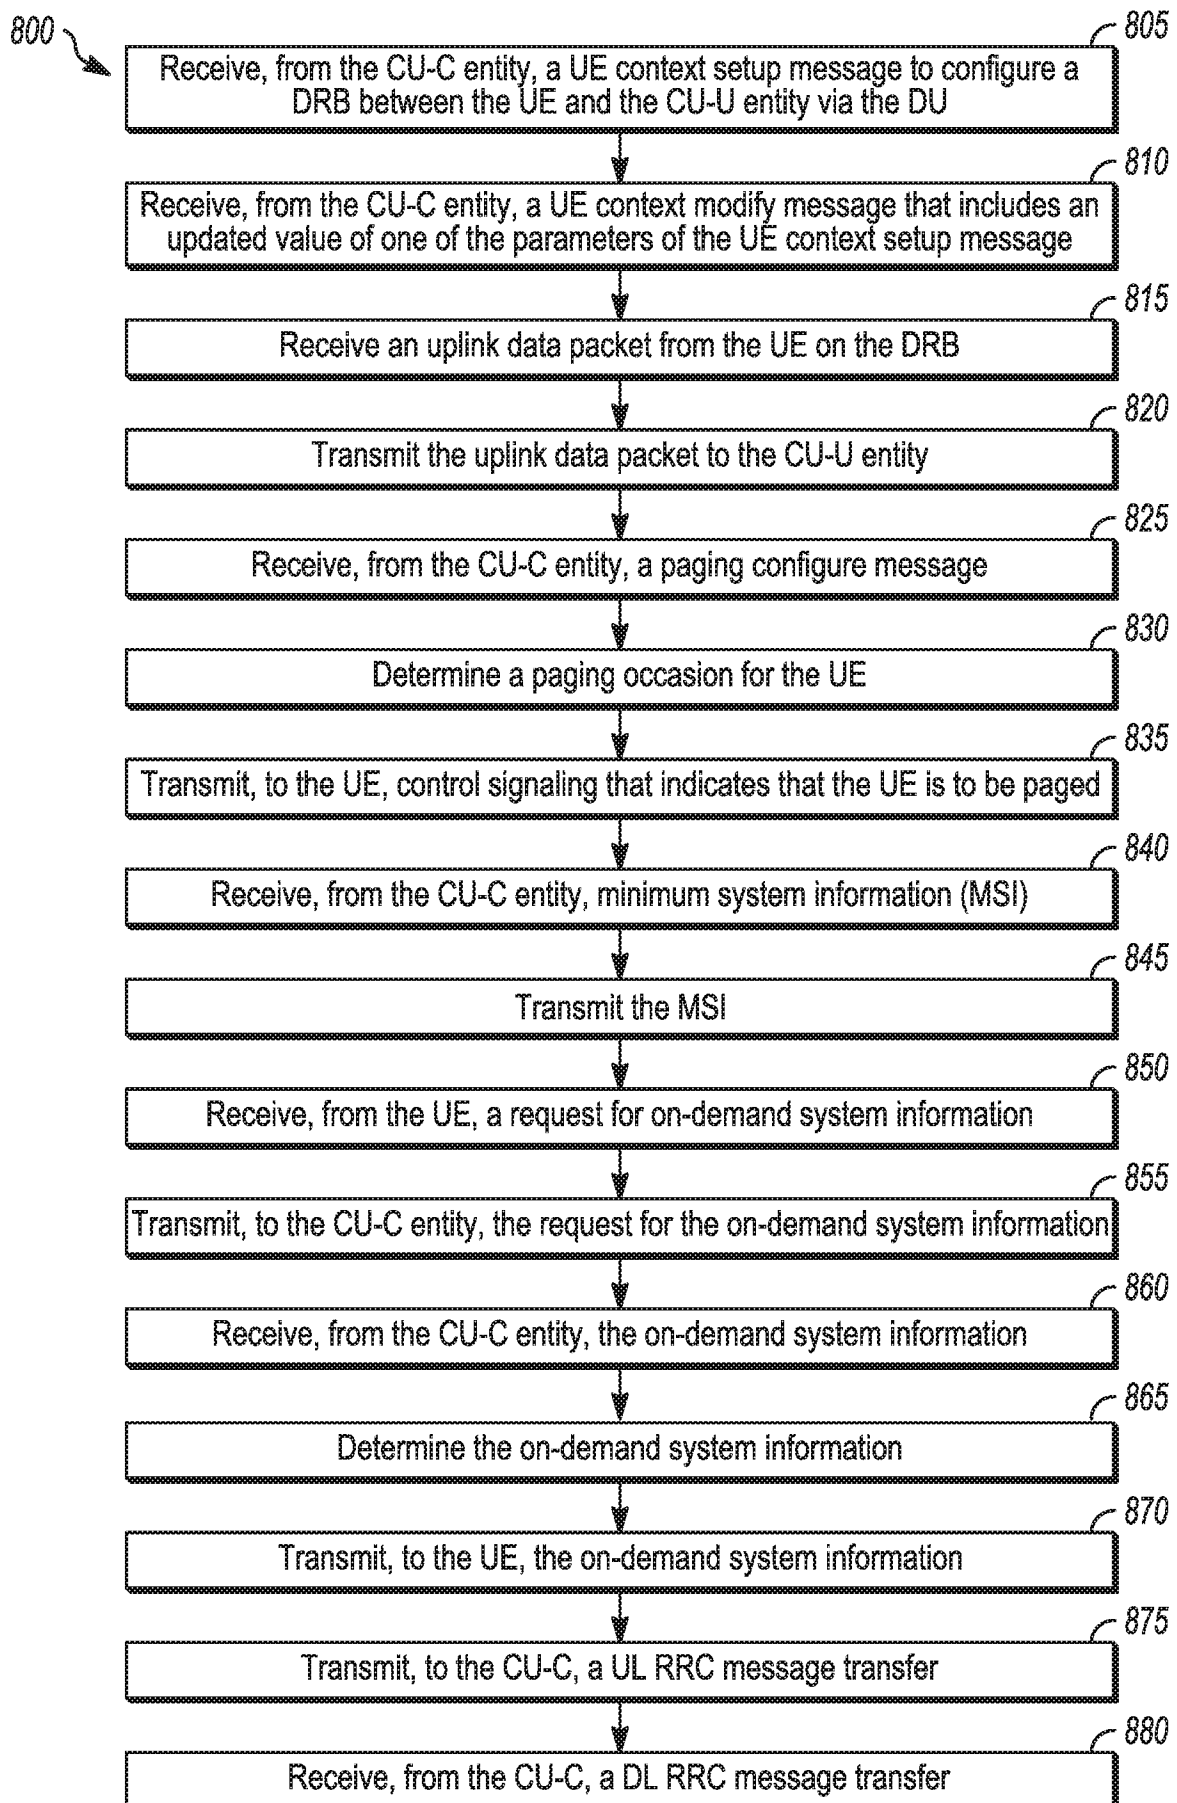 800
805
Receive, from the CU-C entity, a UE context setup message to configure a
DRB between the UE and the CU-U entity via the DU
810
Receive, from the CU-C entity, a UE context modify message that includes an
updated value of one of the parameters of the UE context setup message
815
Receive an uplink data packet from the UE on the DRB
820
Transmit the uplink data packet to the CU-U entity
825
Receive, from the CU-C entity, a paging configure message
830
Determine a paging occasion for the UE
835
Transmit, to the UE, control signaling that indicates that the UE is to be paged
840
Receive, from the CU-C entity, minimum system information (MSI)
845
Transmit the MSI
850
Receive, from the UE, a request for on-demand system information
855
Transmit, to the CU-C entity, the request for the on-demand system information
860
Receive, from the CU-C entity, the on-demand system information
865
Determine the on-demand system information
870
Transmit, to the UE, the on-demand system information
875
Transmit, to the CU-C, a UL RRC message transfer
880
Receive, from the CU-C, a DL RRC message transfer